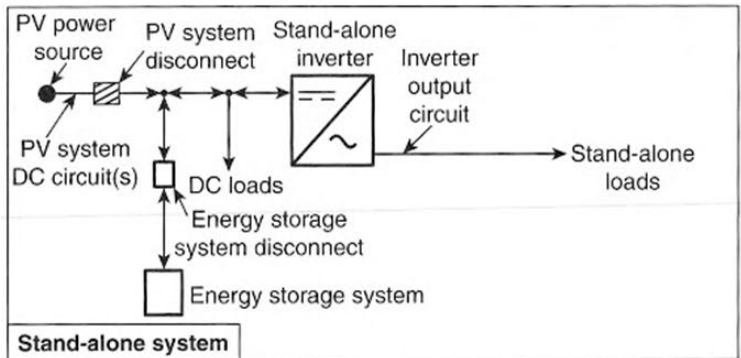 PV power
source
PV system
disconnect
Stand-alone
inverter
Inverter
output
circuit
PV system
DC circuit(s)
DC loads
Stand-alone
loads
Energy storage
system disconnect
Energy storage system
Stand-alone system